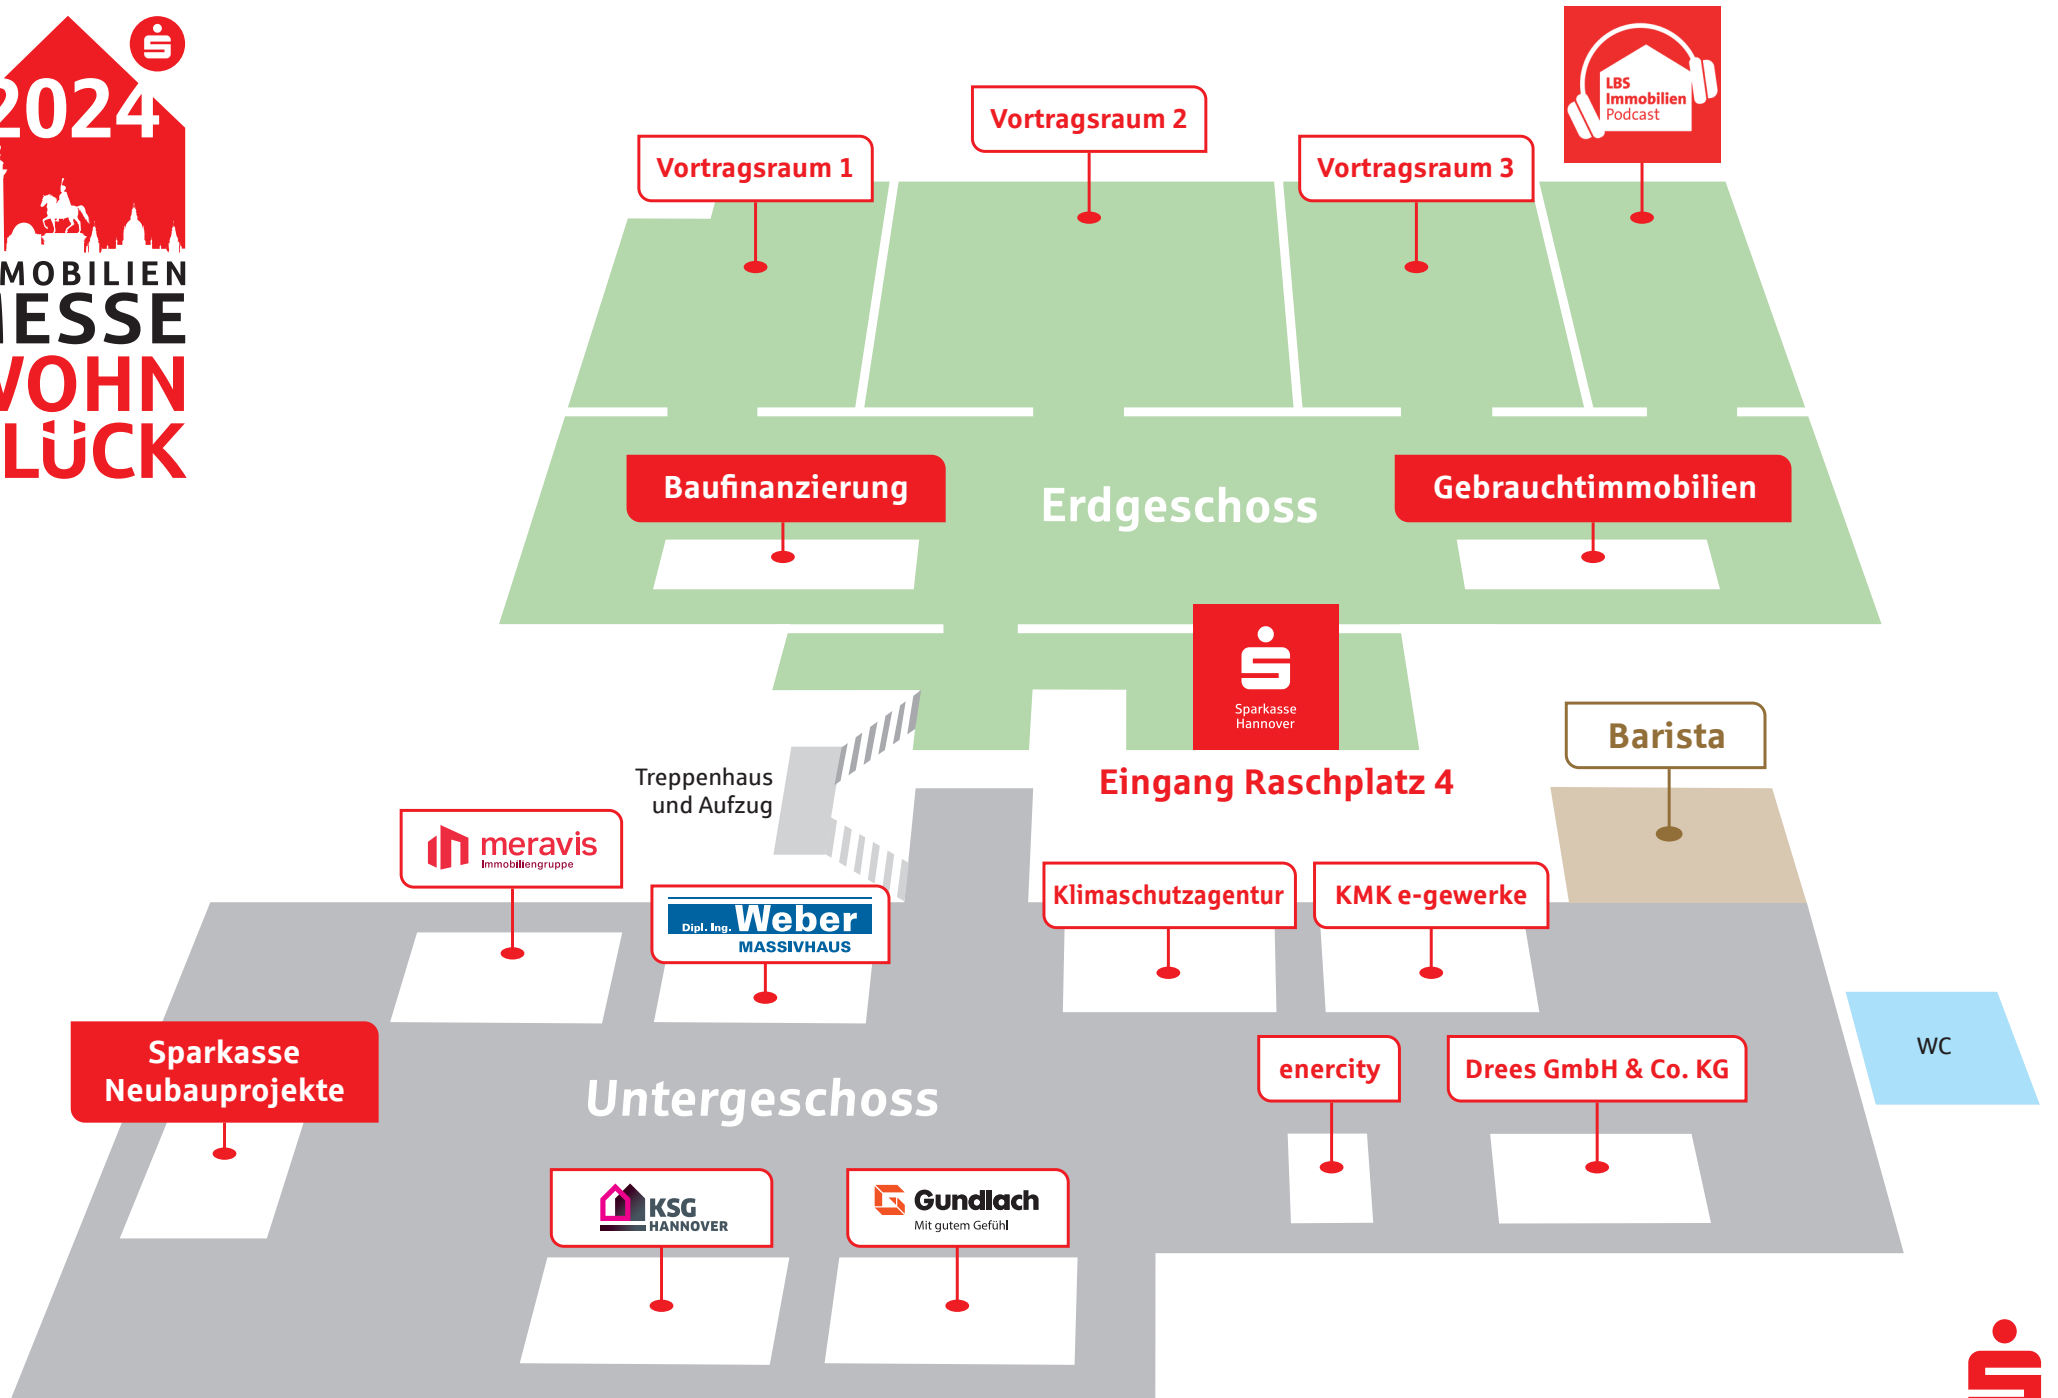 2024
MOBILIEN
MESSE
WOHN
LÜCK
LBS
Immobilien
Podcast
Vortragsraum 1
Vortragsraum 2
Vortragsraum 3
Baufinanzierung
Erdgeschoss
Gebrauchtimmobilien
Sparkasse
Hannover
Eingang Raschplatz 4
Barista
Treppenhaus
und Aufzug
meravis
Immobiliengruppe
Dipl. Ing. Weber
MASSIVHAUS
Klimaschutzagentur
KMK e-gewerke
Sparkasse
Neubauprojekte
Untergeschoss
enercity
Drees GmbH & Co. KG
WC
KSG
HANNOVER
Gundlach
Mit gutem Gefühl